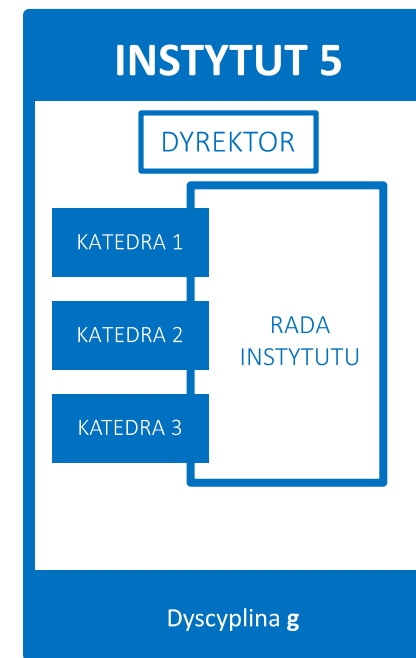 INSTYTUT 5
DYREKTOR
KATEDRA 1
KATEDRA 2
KATEDRA 3
RADA
INSTYTUTU
Dyscyplina g